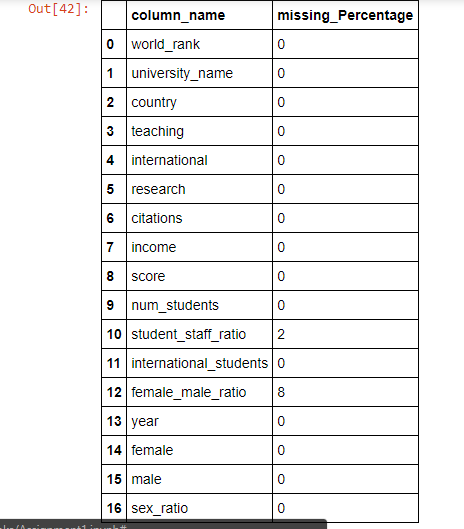 Out[42]:
column_name missing_Percentage
0 world_rank 0
1 university_name 0
2 country 0
3 teaching 0
4 international 0
5 research 0
6 citations 0
7 income 0
8 score 0
9 num_students 0
10 student_staff_ratio 2
11 international_students 0
12 female_male_ratio 8
13 year 0
14 female 0
15 male 0
16 sex_ratio 0